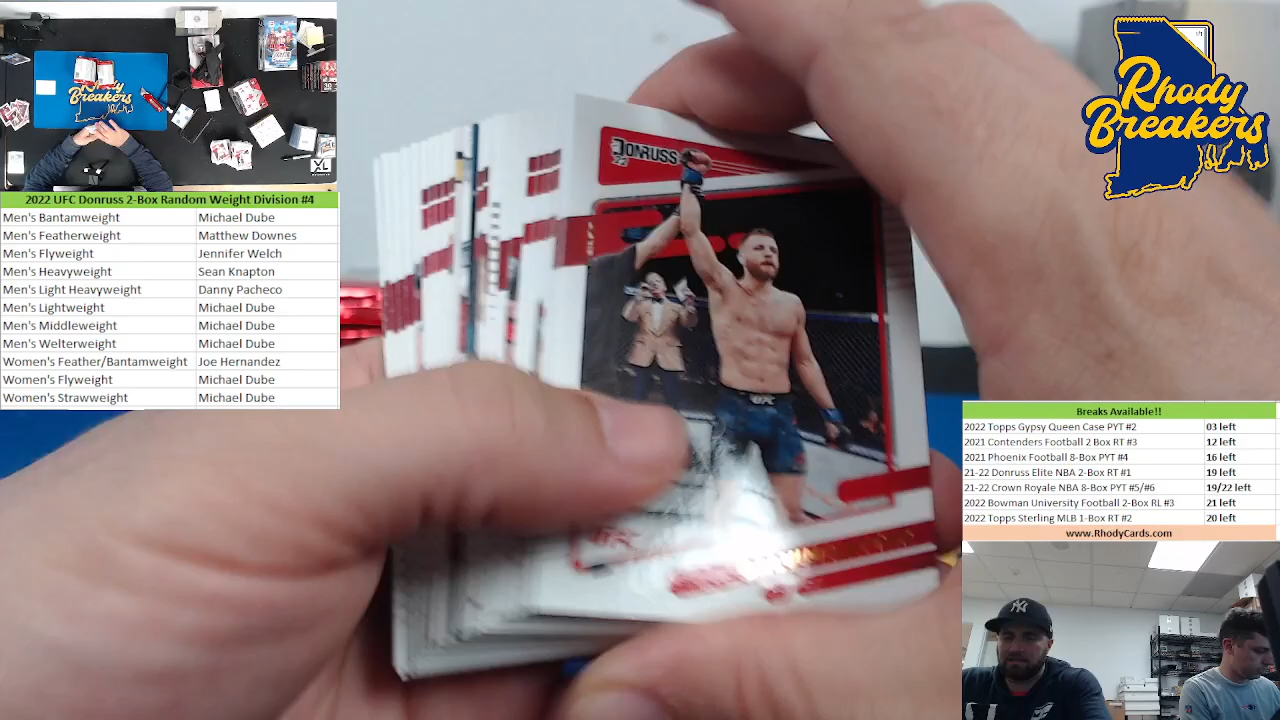 Rhody
Breakers
Rhody
Breakers
XL
2022 UFC Donruss 2-Box Random Weight Division #4
Men's Bantamweight Michael Dube
Men's Featherweight Matthew Downes
Men's Flyweight Jennifer Welch
Men's Heavyweight Sean Knapton
Men's Light Heavyweight Danny Pacheco
Men's Lightweight Michael Dube
Men's Middleweight Michael Dube
Men's Welterweight Michael Dube
Women's Feather/Bantamweight Joe Hernandez
Women's Flyweight Michael Dube
Women's Strawweight Michael Dube
DONRUSS
UFC
UFC
Breaks Available!!
2022 Topps Gypsy Queen Case PYT #2 03 left
2021 Contenders Football 2 Box RT #3 12 left
2021 Phoenix Football 8-Box PYT #4 16 left
21-22 Donruss Elite NBA 2-Box RT #1 19 left
21-22 Crown Royale NBA 8-Box PYT #5/#6 19/22 left
2022 Bowman University Football 2-Box RL #3 21 left
2022 Topps Sterling MLB 1-Box RT #2 20 left
www.RhodyCards.com